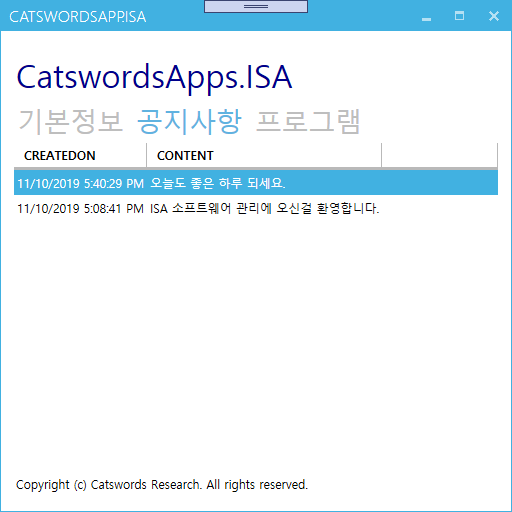 CATSWORDSAPP.ISA
CatswordsApps.ISA
기본정보 공지사항 프로그램
CREATEDON CONTENT
11/10/2019 5:40:29 PM 오늘도 좋은 하루 되세요.
11/10/2019 5:08:41 PM ISA 소프트웨어 관리에 오신걸 환영합니다.
Copyright (c) Catswords Research. All rights reserved.